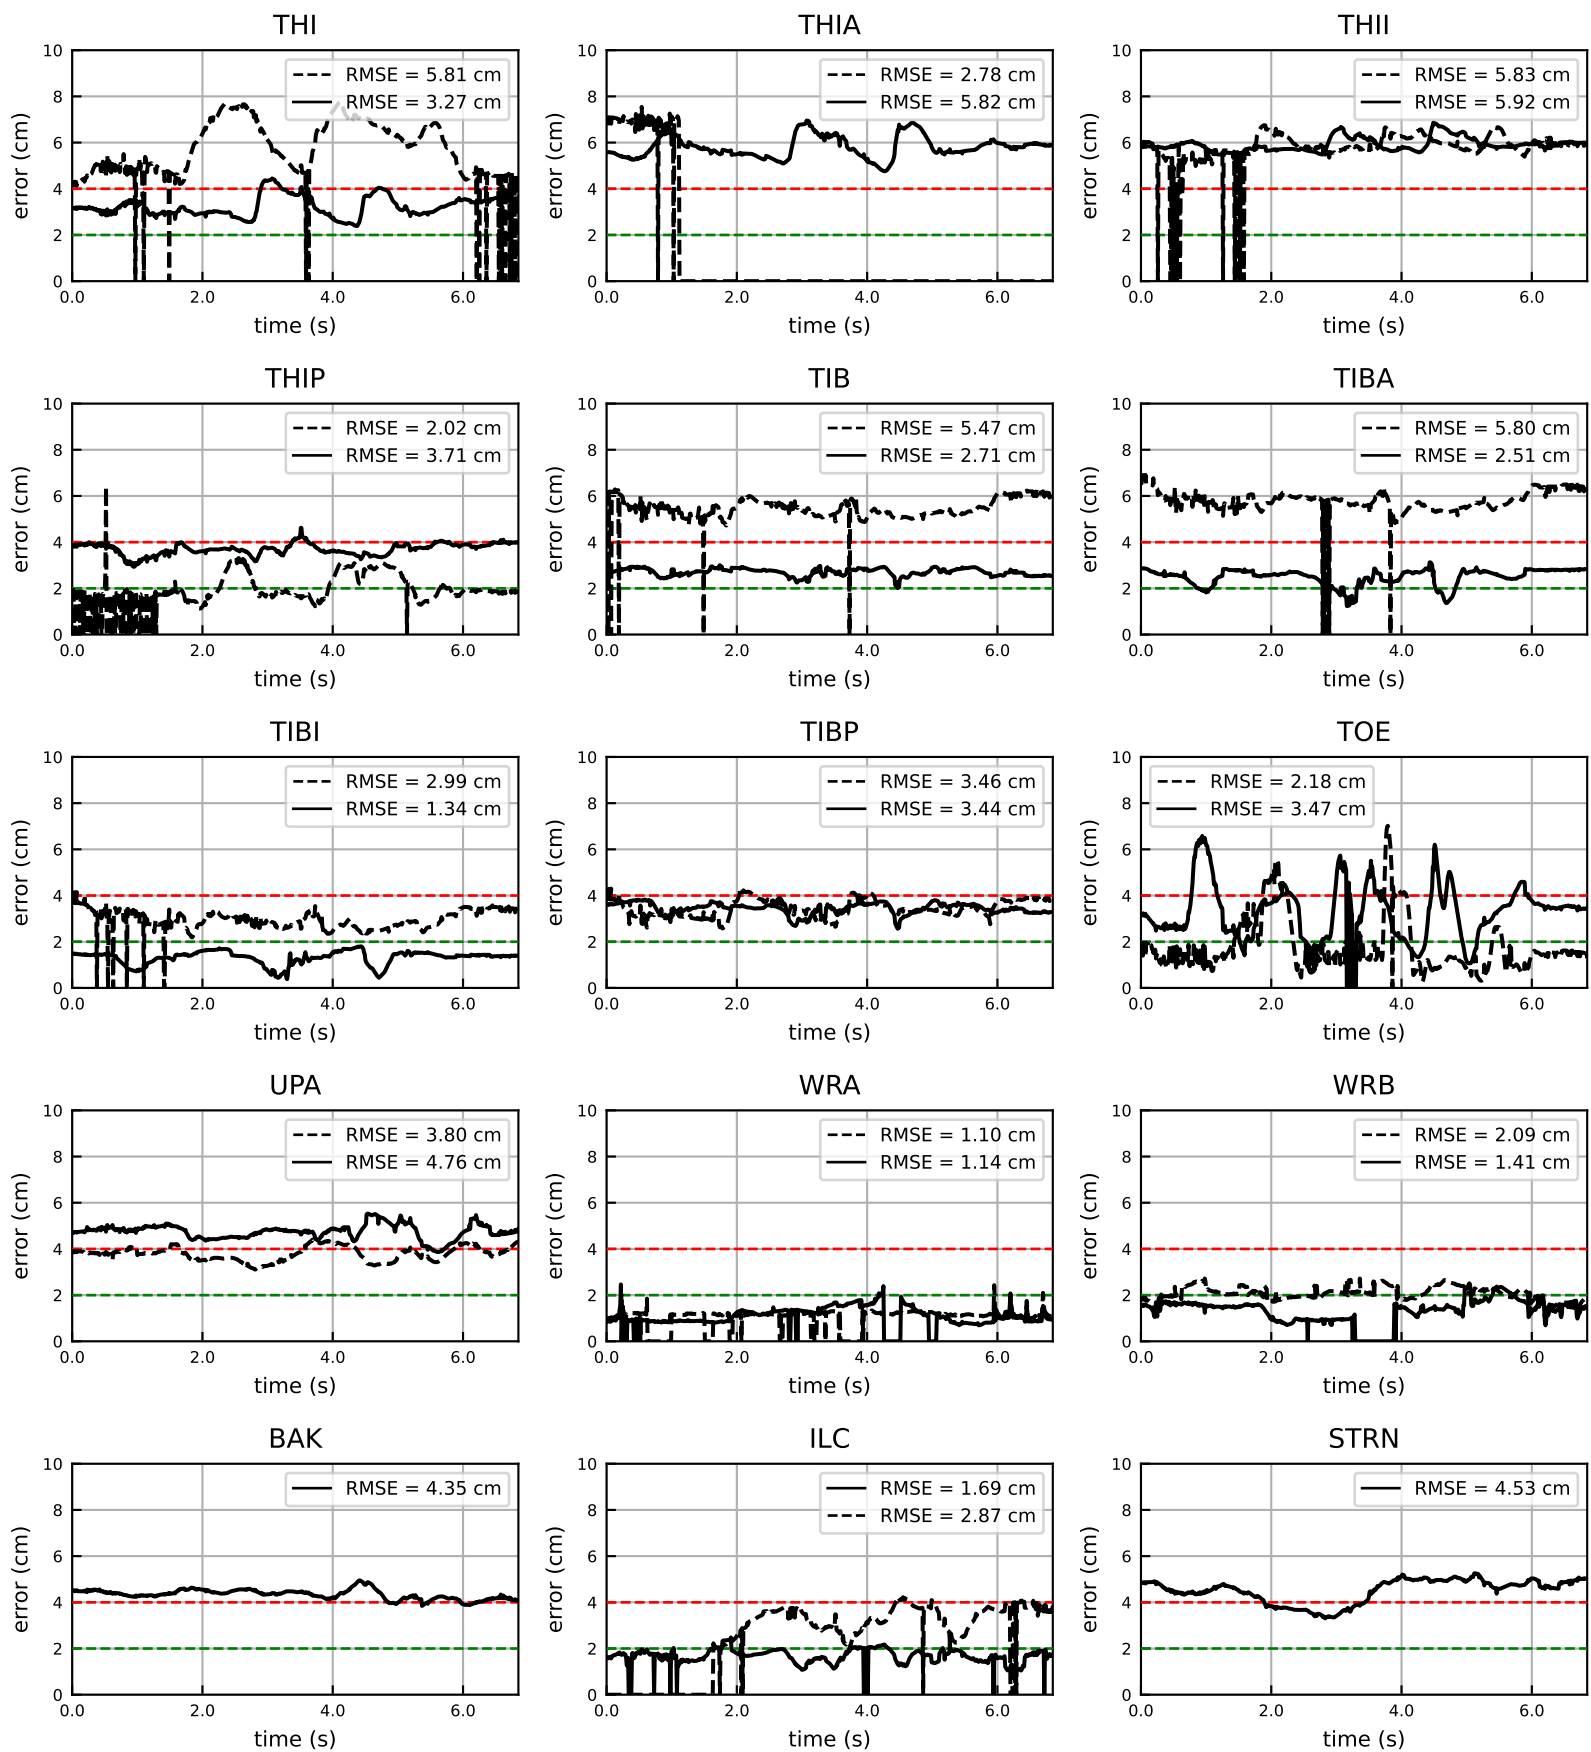 THI
RMSE = 5.81 cm
RMSE = 3.27 cm
error (cm)
10
8
6
4
2
0
0.0 2.0 4.0 6.0
time (s)
THIA
RMSE = 2.78 cm
RMSE = 5.82 cm
error (cm)
10
8
6
4
2
0
0.0 2.0 4.0 6.0
time (s)
THII
RMSE = 5.83 cm
RMSE = 5.92 cm
error (cm)
10
8
6
4
2
0
0.0 2.0 4.0 6.0
time (s)
THIP
RMSE = 2.02 cm
RMSE = 3.71 cm
error (cm)
10
8
6
4
2
0
0.0 2.0 4.0 6.0
time (s)
TIB
RMSE = 5.47 cm
RMSE = 2.71 cm
error (cm)
10
8
6
4
2
0
0.0 2.0 4.0 6.0
time (s)
TIBA
RMSE = 5.80 cm
RMSE = 2.51 cm
error (cm)
10
8
6
4
2
0
0.0 2.0 4.0 6.0
time (s)
TIBI
RMSE = 2.99 cm
RMSE = 1.34 cm
error (cm)
10
8
6
4
2
0
0.0 2.0 4.0 6.0
time (s)
TIBP
RMSE = 3.46 cm
RMSE = 3.44 cm
error (cm)
10
8
6
4
2
0
0.0 2.0 4.0 6.0
time (s)
TOE
RMSE = 2.18 cm
RMSE = 3.47 cm
error (cm)
10
8
6
4
2
0
0.0 2.0 4.0 6.0
time (s)
UPA
RMSE = 3.80 cm
RMSE = 4.76 cm
error (cm)
10
8
6
4
2
0
0.0 2.0 4.0 6.0
time (s)
WRA
RMSE = 1.10 cm
RMSE = 1.14 cm
error (cm)
10
8
6
4
2
0
0.0 2.0 4.0 6.0
time (s)
WRB
RMSE = 2.09 cm
RMSE = 1.41 cm
error (cm)
10
8
6
4
2
0
0.0 2.0 4.0 6.0
time (s)
BAK
RMSE = 4.35 cm
error (cm)
10
8
6
4
2
0
0.0 2.0 4.0 6.0
time (s)
ILC
RMSE = 1.69 cm
RMSE = 2.87 cm
error (cm)
10
8
6
4
2
0
0.0 2.0 4.0 6.0
time (s)
STRN
RMSE = 4.53 cm
error (cm)
10
8
6
4
2
0
0.0 2.0 4.0 6.0
time (s)